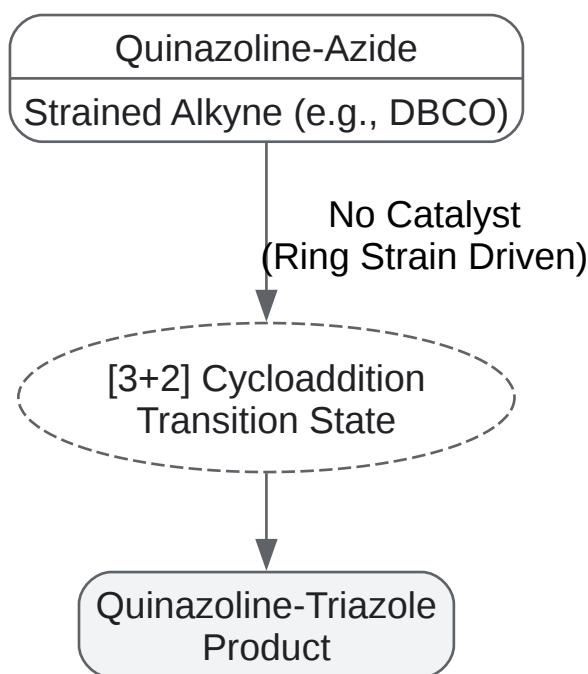 Quinazoline-Azide
Strained Alkyne (e.g., DBCO)
No Catalyst
(Ring Strain Driven)
[3+2] Cycloaddition
Transition State
Quinazoline-Triazole
Product